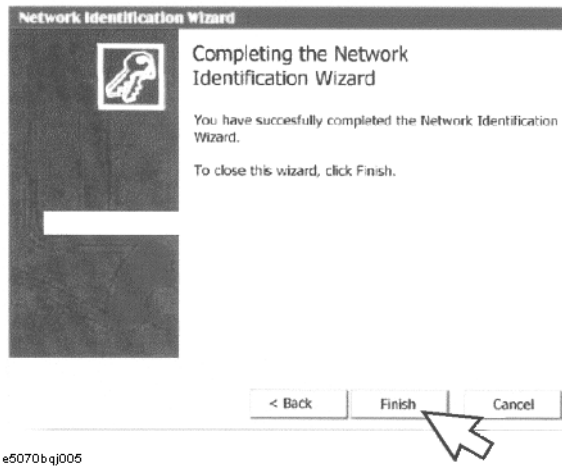 Network Identification Wizard
Completing the Network
Identification Wizard
You have succesfully completed the Network Identification
Wizard.
To close this wizard, click Finish.
< Back
Finish
Cancel
e5070bqj005